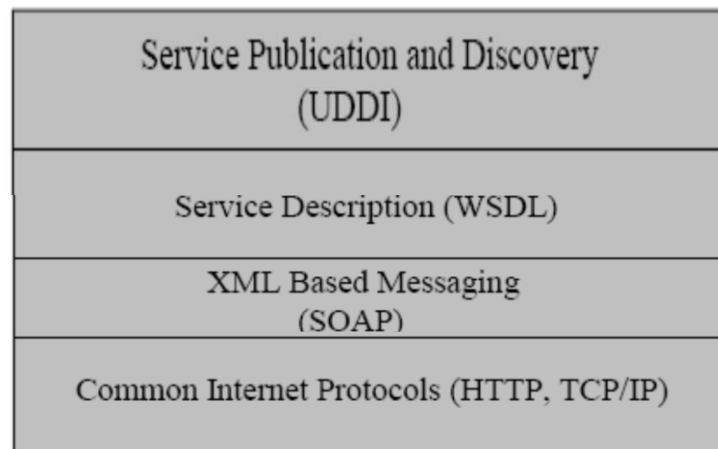 Service Publication and Discovery
(UDDI)
Service Description (WSDL)
XML Based Messaging
(SOAP)
Common Internet Protocols (HTTP, TCP/IP)